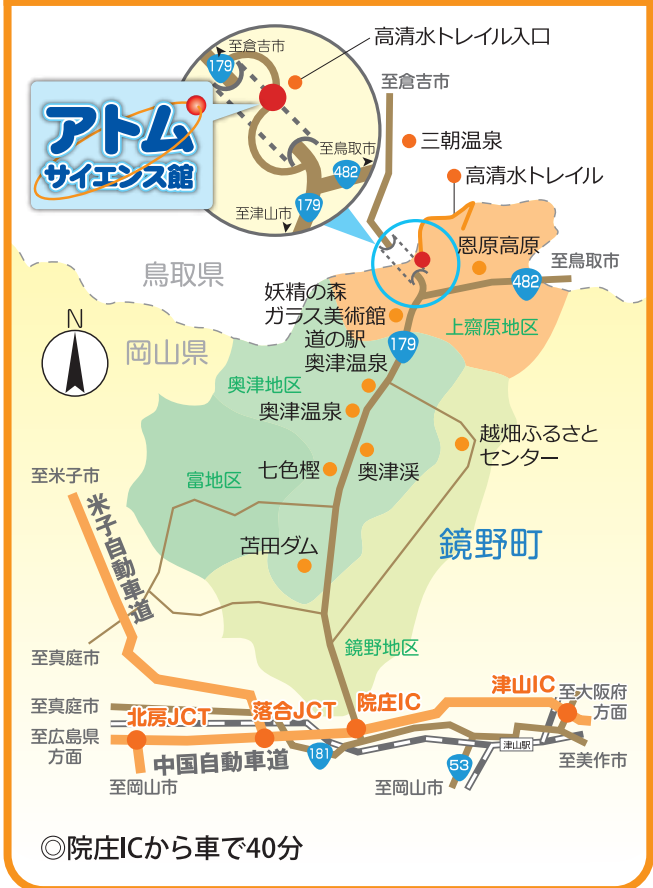 至倉吉市
高清水トレイル入口
179
至倉吉市
アトム
サイエンス館
三朝温泉
至鳥取市
482
高清水トレイル
至津山市
179
恩原高原
至鳥取市
鳥取県
482
妖精の森
ガラス美術館
上齋原地区
N
道の駅
奥津温泉
179
岡山県
奥津地区
奥津温泉
越畑ふるさと
センター
至米子市
富地区
七色樫
奥津渓
米子自動車道
苫田ダム
鏡野町
鏡野地区
至真庭市
至真庭市
北房JCT
落合JCT
院庄IC
津山IC
至大阪府
方面
至広島県
方面
中国自動車道
181
津山駅
53
至美作市
至岡山市
至岡山市
◎院庄ICから車で40分